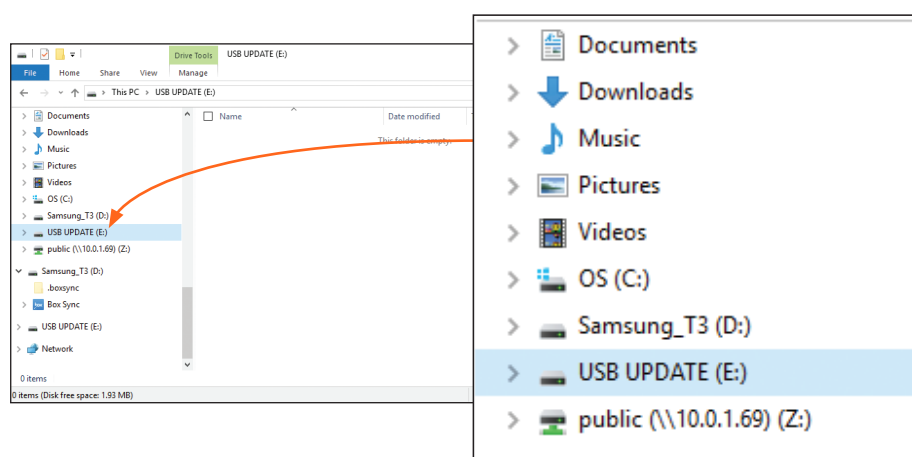 Drive Tools USB UPDATE (E:)
File Home Share View Manage
This PC > USB UPDATE (E:)
Name Date modified
This folder is empty.
Documents
Downloads
Music
Pictures
Videos
OS (C:)
Samsung_T3 (D:)
USB UPDATE (E:)
public (\\10.0.1.69) (Z:)
Samsung_T3 (D:)
.boxsync
Box Sync
USB UPDATE (E:)
Network
0 items
0 items (Disk free space: 1.93 MB)
Documents
Downloads
Music
Pictures
Videos
OS (C:)
Samsung_T3 (D:)
USB UPDATE (E:)
public (\\10.0.1.69) (Z:)